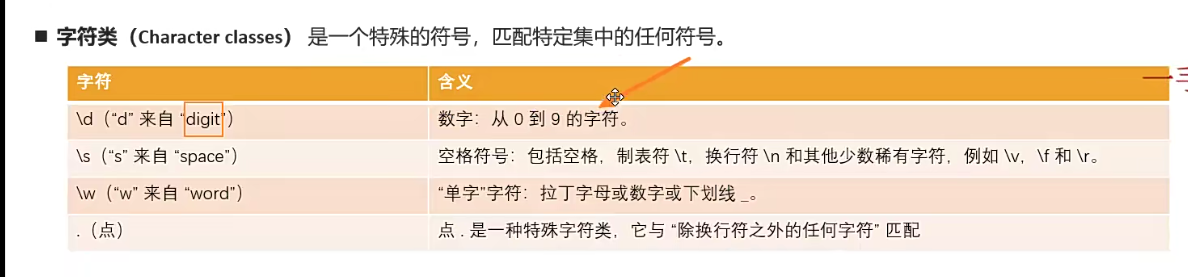 ■ 字符类（Character classes） 是一个特殊的符号，匹配特定集中的任何符号。
字符 含义
\d（“d” 来自 “digit”） 数字：从 0 到 9 的字符。
\s（“s” 来自 “space”） 空格符号：包括空格，制表符 \t，换行符 \n 和其他少数稀有字符，例如 \v，\f 和 \r。
\w（“w” 来自 “word”） “单字”字符：拉丁字母或数字或下划线 _。
.（点） 点 . 是一种特殊字符类，它与 “除换行符之外的任何字符” 匹配